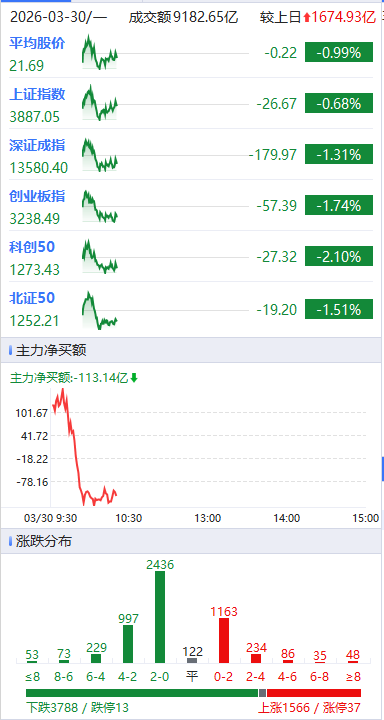 2026-03-30/一 成交额9182.65亿 较上日⬆1674.93亿
平均股价
21.69 -0.22 -0.99%
上证指数
3887.05 -26.67 -0.68%
深证成指
13580.40 -179.97 -1.31%
创业板指
3238.49 -57.39 -1.74%
科创50
1273.43 -27.32 -2.10%
北证50
1252.21 -19.20 -1.51%
主力净买额
主力净买额:-113.14亿⬇
101.67
41.72
-18.22
-78.16
03/30 9:30 10:30 13:00 14:00 15:00
涨跌分布
53 73 229 997 2436 122 1163 234 86 35 48
≤8 8-6 6-4 4-2 2-0 平 0-2 2-4 4-6 6-8 ≥8
下跌3788 / 跌停13 上涨1566 / 涨停37